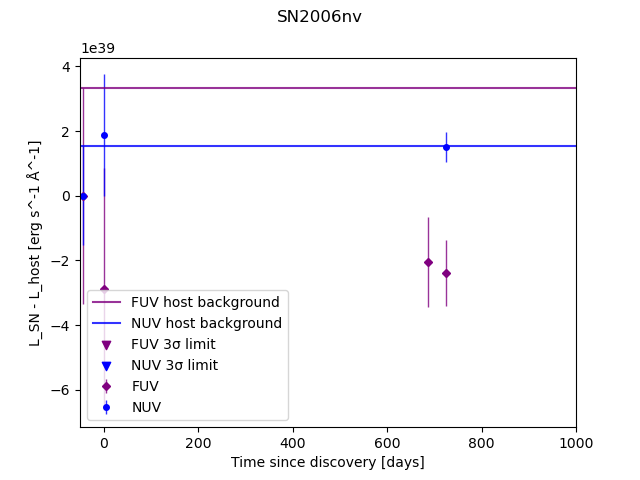 SN2006nv
1e39
4
2
0
−2
−4
−6
L_SN - L_host [erg s^-1 Å^-1]
FUV host background
NUV host background
FUV 3σ limit
NUV 3σ limit
FUV
NUV
0 200 400 600 800 1000
Time since discovery [days]